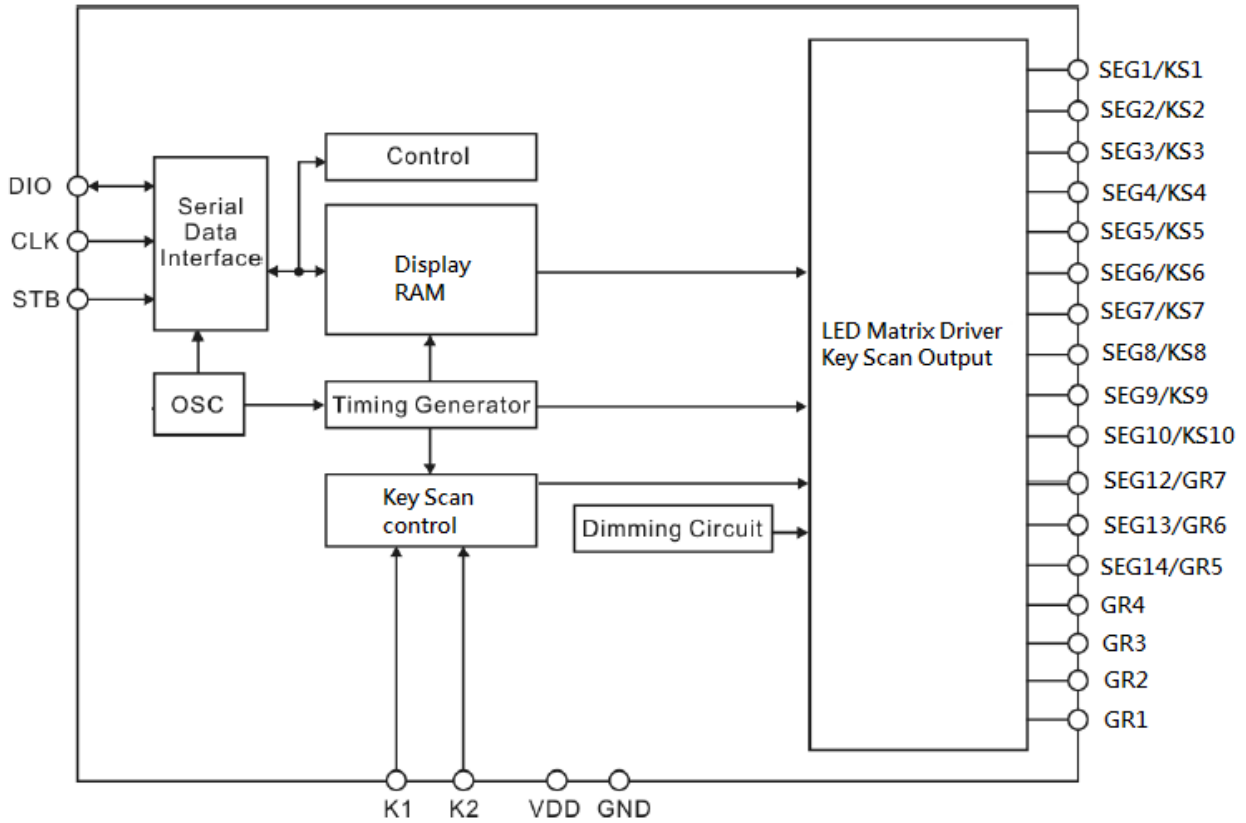 DIO
CLK
STB
Serial
Data
Interface
Control
Display
RAM
OSC
Timing Generator
Key Scan
control
Dimming Circuit
LED Matrix Driver
Key Scan Output
SEG1/KS1
SEG2/KS2
SEG3/KS3
SEG4/KS4
SEG5/KS5
SEG6/KS6
SEG7/KS7
SEG8/KS8
SEG9/KS9
SEG10/KS10
SEG12/GR7
SEG13/GR6
SEG14/GR5
GR4
GR3
GR2
GR1
K1
K2
VDD
GND